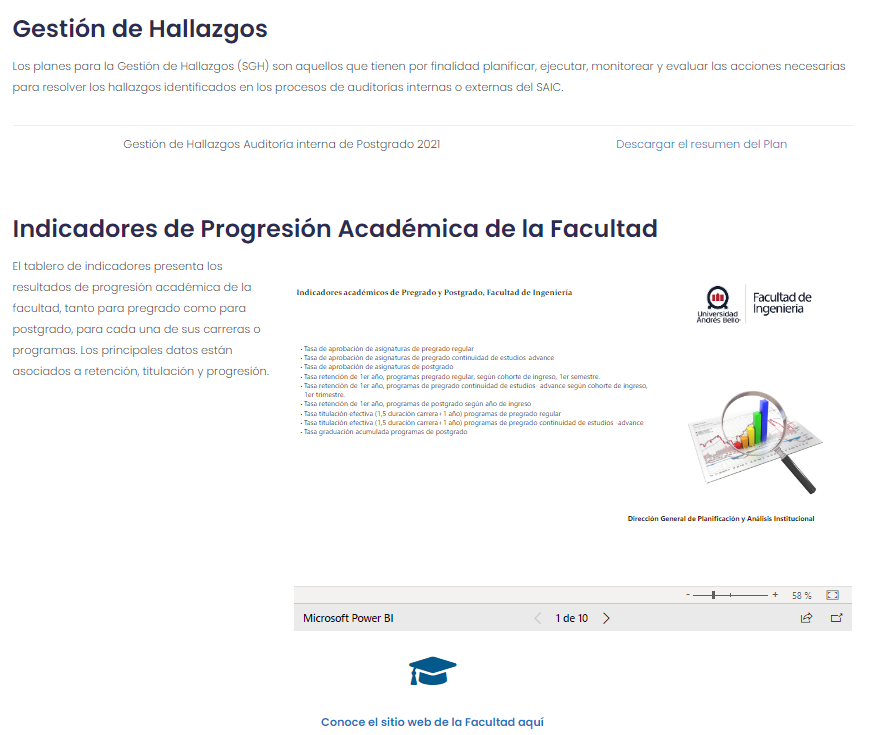 Gestión de Hallazgos
Los planes para la Gestión de Hallazgos (SGH) son aquellos que tienen por finalidad planificar, ejecutar, monitorear y evaluar las acciones necesarias
para resolver los hallazgos identificados en los procesos de auditorías internas o externas del SAIC.
Gestión de Hallazgos Auditoría interna de Postgrado 2021
Descargar el resumen del Plan
Indicadores de Progresión Académica de la Facultad
El tablero de indicadores presenta los
resultados de progresión académica de la
facultad, tanto para pregrado como para
postgrado, para cada una de sus carreras o
programas. Los principales datos están
asociados a retención, titulación y progresión.
Indicadores académicos de Pregrado y Postgrado, Facultad de Ingeniería
Universidad
Andrés Bello
Facultad de
Ingeniería
• Tasa de aprobación de asignaturas de pregrado regular
• Tasa de aprobación de asignaturas de pregrado continuidad de estudios -advance
• Tasa de aprobación de asignaturas de postgrado
• Tasa retención de 1er año, programas pregrado regular, según cohorte de ingreso, 1er semestre.
• Tasa retención de 1er año, programas de pregrado continuidad de estudios -advance según cohorte de ingreso,
1er trimestre.
• Tasa retención de 1er año, programas de postgrado según año de ingreso
• Tasa titulación efectiva (1,5 duración carrera+1 año) programas de pregrado regular
• Tasa titulación efectiva (1,5 duración carrera+1 año) programas de pregrado continuidad de estudios -advance
• Tasa graduación acumulada programas de postgrado
Dirección General de Planificación y Análisis Institucional
- + 58 %
Microsoft Power BI
1 de 10
Conoce el sitio web de la Facultad aquí